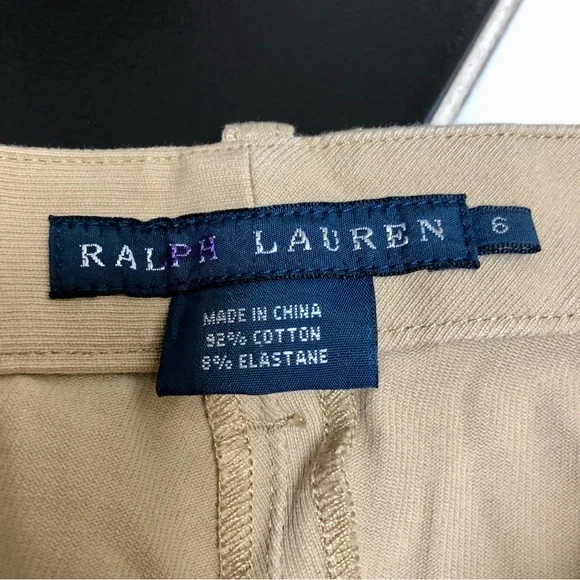 RALPH LAUREN
6
MADE IN CHINA
92% COTTON
8% ELASTANE